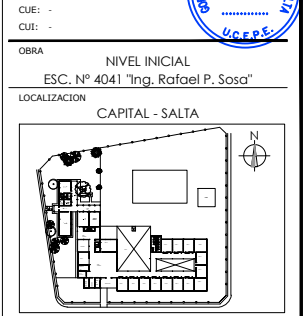 CUE: -
CUI: -
U.C.E.P.E.
OBRA
NIVEL INICIAL
ESC. Nº 4041 "Ing. Rafael P. Sosa"
LOCALIZACION
CAPITAL - SALTA
N